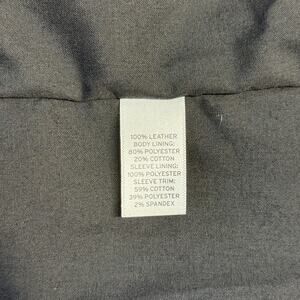 100% LEATHER
BODY LINING:
80% POLYESTER
20% COTTON
SLEEVE LINING:
100% POLYESTER
SLEEVE TRIM:
59% COTTON
39% POLYESTER
2% SPANDEX